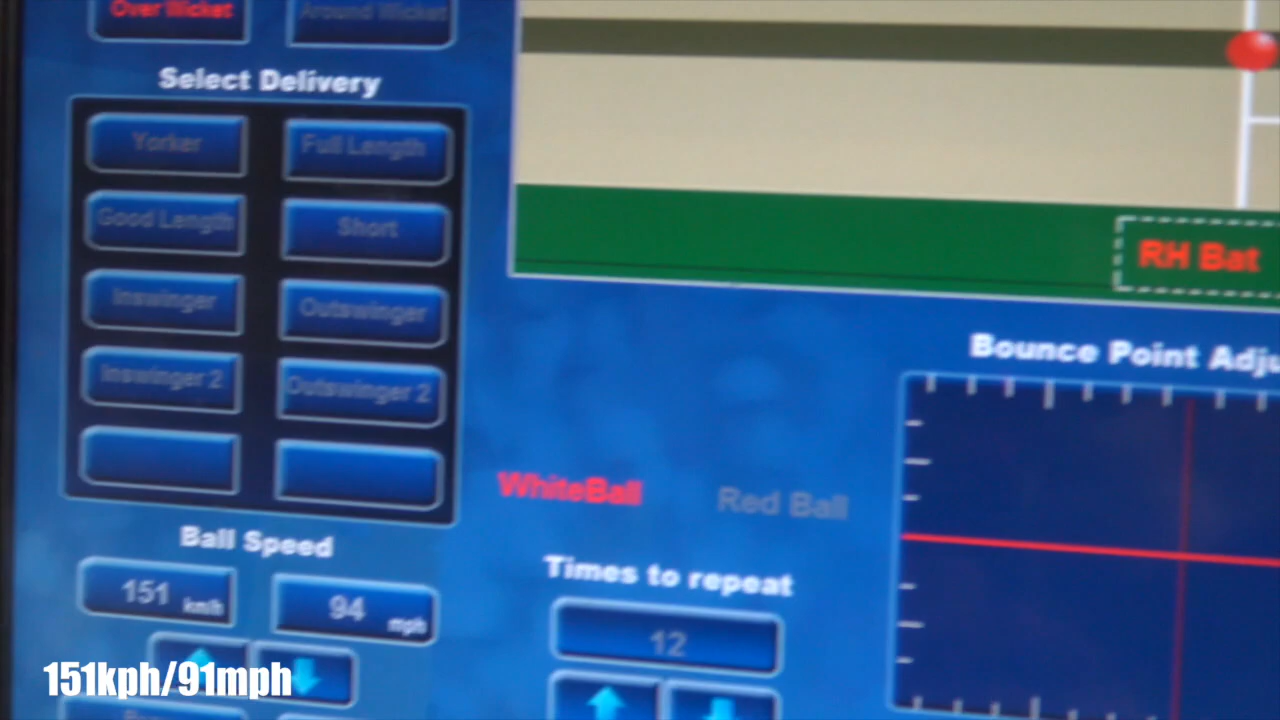 Over Wicket
Around Wicket
Select Delivery
Yorker
Full Length
Good Length
Short
Inswinger
Outswinger
Inswinger 2
Outswinger 2
RH Bat
Bounce Point Adju
WhiteBall
Red Ball
Ball Speed
151 km/h
94 mph
Times to repeat
12
151kph/91mph